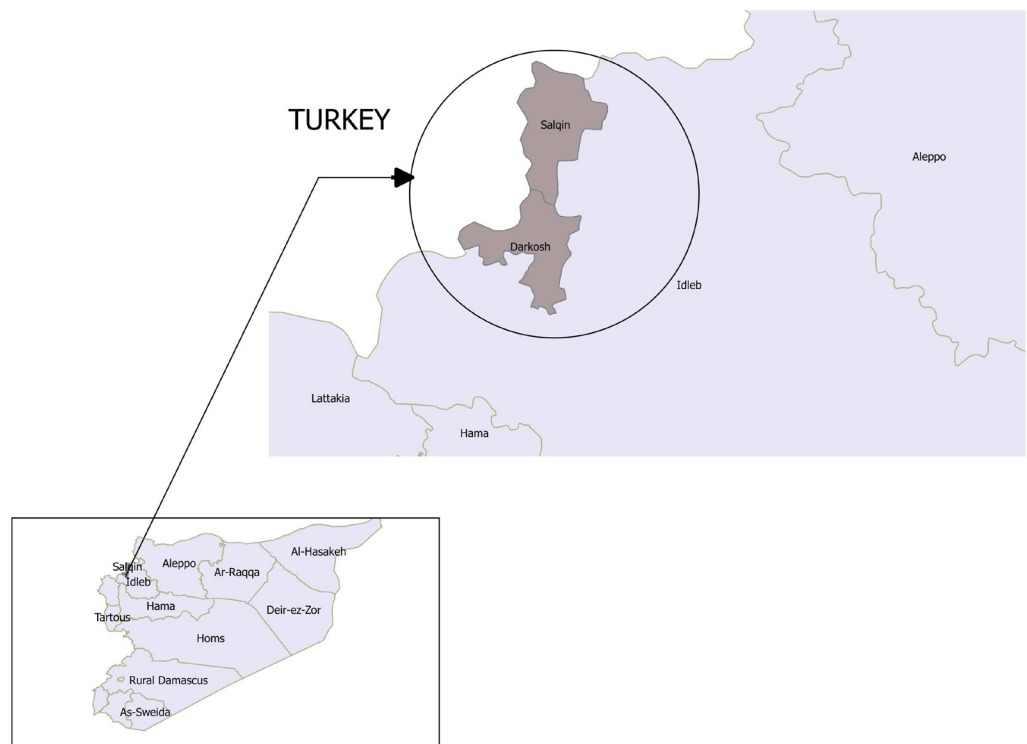 TURKEY
Salqin
Aleppo
Darkosh
Idleb
Lattakia
Hama
Al-Hasakeh
Salqin
Aleppo
Ar-Raqqa
Idleb
Hama
Deir-ez-Zor
Tartous
Homs
Rural Damascus
As-Sweida